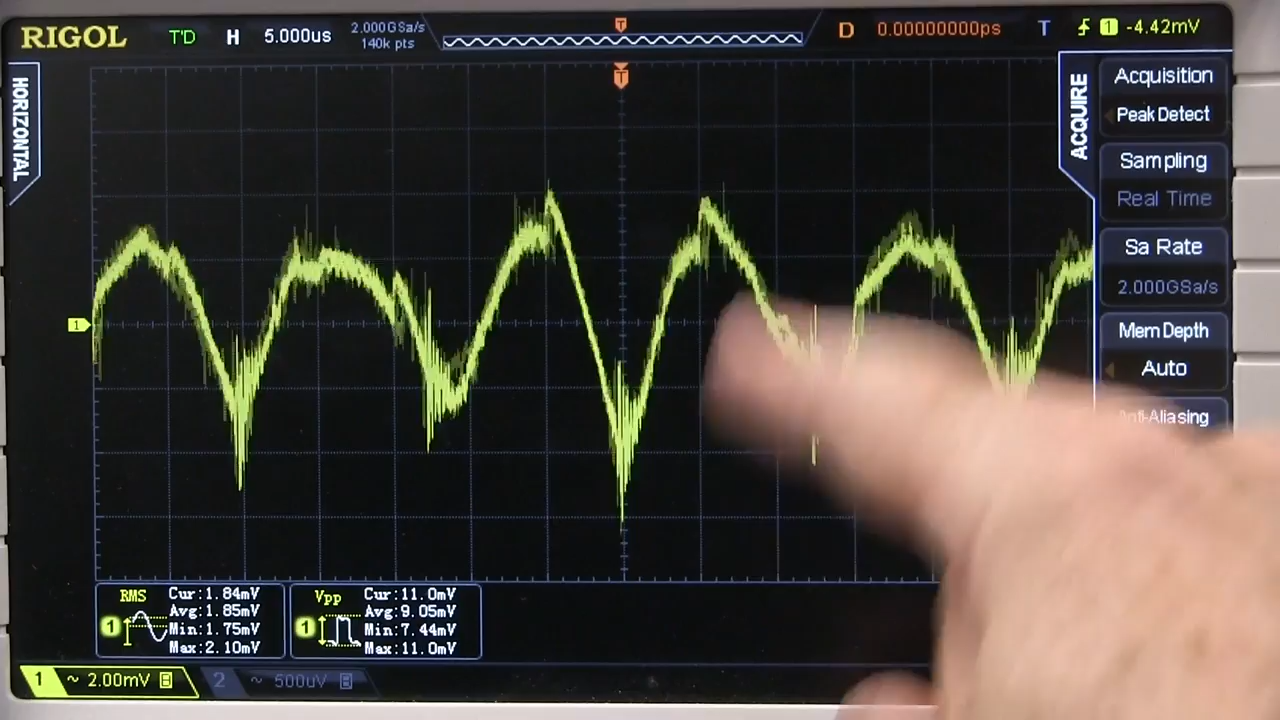 RIGOL T'D H 5.000us 2.000GSa/s 140k pts D 0.00000000ps T 1 -4.42mV
T
T
HORIZONTAL
ACQUIRE
Acquisition
Peak Detect
Sampling
Real Time
Sa Rate
2.000GSa/s
Mem Depth
Auto
Anti-Aliasing
1
RMS
1
Cur:1.84mV
Avg:1.85mV
Min:1.75mV
Max:2.10mV
Vpp
1
Cur:11.0mV
Avg:9.05mV
Min:7.44mV
Max:11.0mV
1 ~ 2.00mV B
2 ~ 500uV B